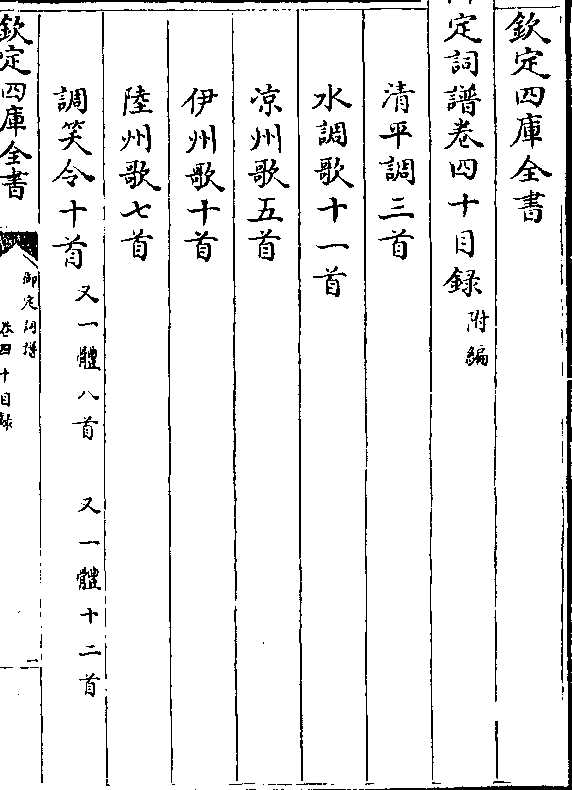 欽定四庫全書
定詞譜卷四十目録 附編
清平調三首
水調歌十一首
凉州歌五首
伊州歌十首
陸州歌七首
調笑令十首 又一體八首 又一體十二首
欽定四庫全書
御定詞譜
卷四十目録
一